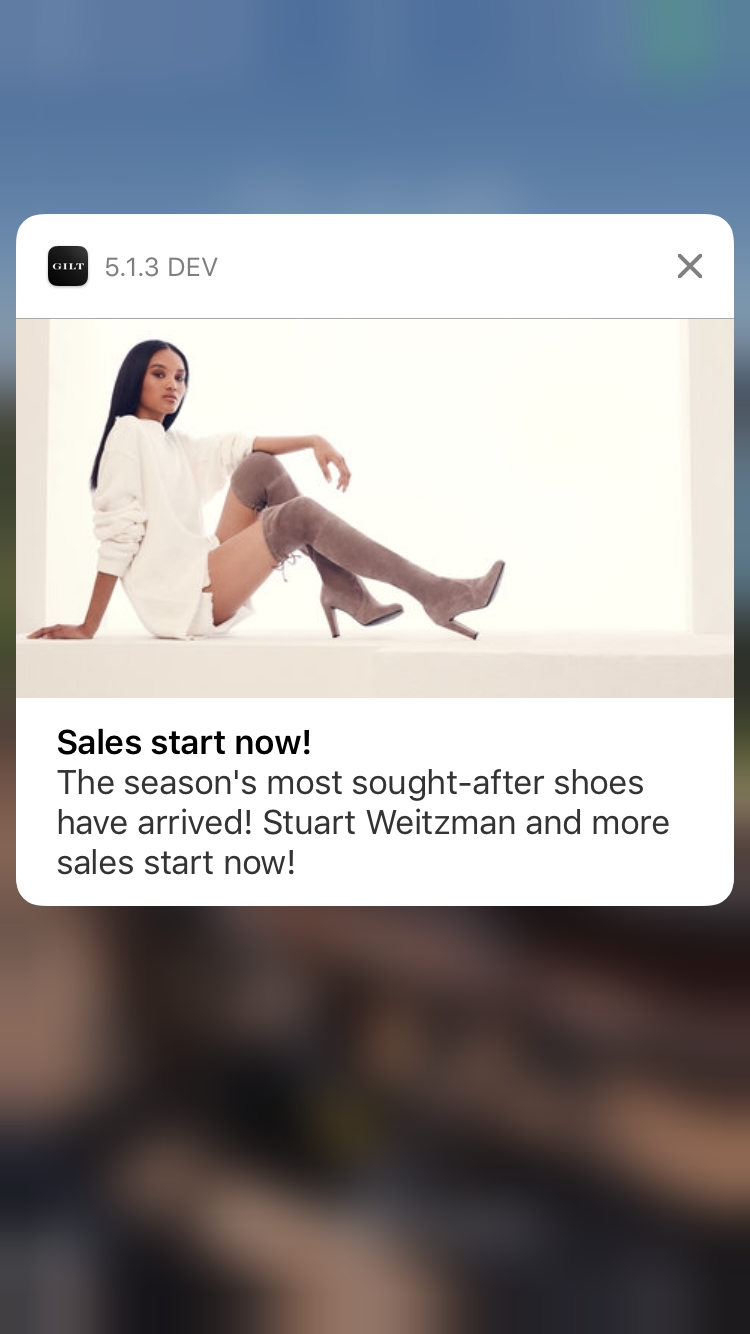 GILT 5.1.3 DEV
Sales start now!
The season's most sought-after shoes
have arrived! Stuart Weitzman and more
sales start now!